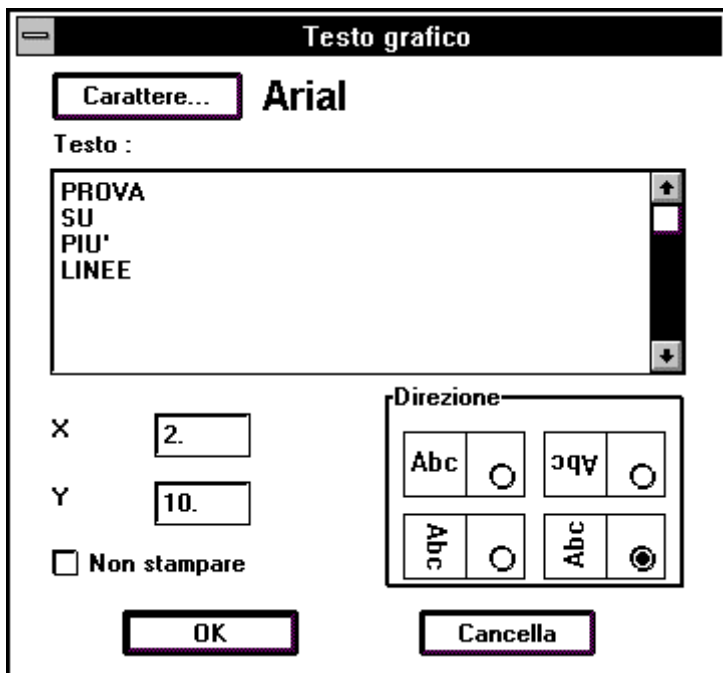 Testo grafico
Carattere... Arial
Testo :
PROVA
SU
PIU'
LINEE
Direzione
X 2.
Abc Abc
Y 10.
Abc Abc
Non stampare
OK Cancella